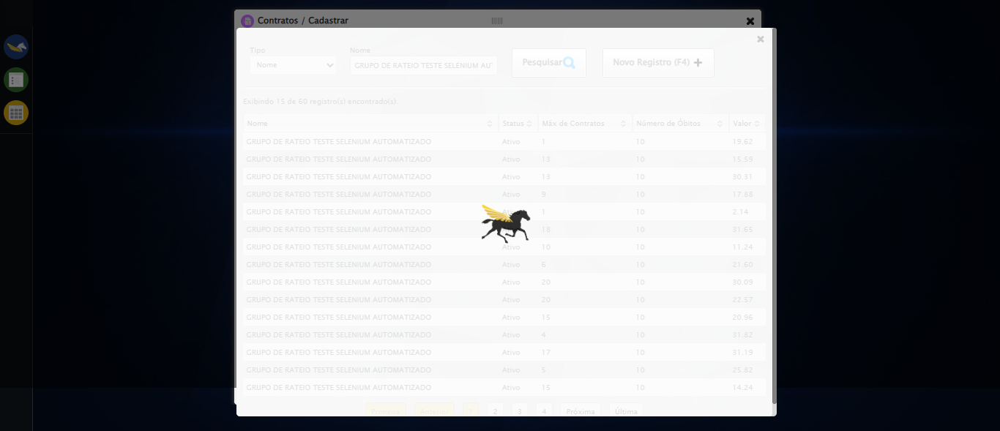 Contratos / Cadastrar
Tipo
Nome
Nome
GRUPO DE RATEIO TESTE SELENIUM AUT
Pesquisar
Novo Registro (F4)
Exibindo 15 de 60 registro(s) encontrado(s).
Nome Status Máx de Contratos Número de Óbitos Valor
GRUPO DE RATEIO TESTE SELENIUM AUTOMATIZADO Ativo 1 10 19.62
GRUPO DE RATEIO TESTE SELENIUM AUTOMATIZADO Ativo 13 10 15.59
GRUPO DE RATEIO TESTE SELENIUM AUTOMATIZADO Ativo 13 10 30.31
GRUPO DE RATEIO TESTE SELENIUM AUTOMATIZADO Ativo 9 10 17.88
GRUPO DE RATEIO TESTE SELENIUM AUTOMATIZADO Ativo 1 10 2.14
GRUPO DE RATEIO TESTE SELENIUM AUTOMATIZADO Ativo 18 10 31.65
GRUPO DE RATEIO TESTE SELENIUM AUTOMATIZADO Ativo 10 10 11.24
GRUPO DE RATEIO TESTE SELENIUM AUTOMATIZADO Ativo 6 10 21.60
GRUPO DE RATEIO TESTE SELENIUM AUTOMATIZADO Ativo 20 10 30.09
GRUPO DE RATEIO TESTE SELENIUM AUTOMATIZADO Ativo 20 10 22.57
GRUPO DE RATEIO TESTE SELENIUM AUTOMATIZADO Ativo 15 10 20.96
GRUPO DE RATEIO TESTE SELENIUM AUTOMATIZADO Ativo 4 10 31.82
GRUPO DE RATEIO TESTE SELENIUM AUTOMATIZADO Ativo 17 10 31.19
GRUPO DE RATEIO TESTE SELENIUM AUTOMATIZADO Ativo 5 10 25.82
GRUPO DE RATEIO TESTE SELENIUM AUTOMATIZADO Ativo 15 10 14.24
Primeira Anterior 1 2 3 4 Próxima Última